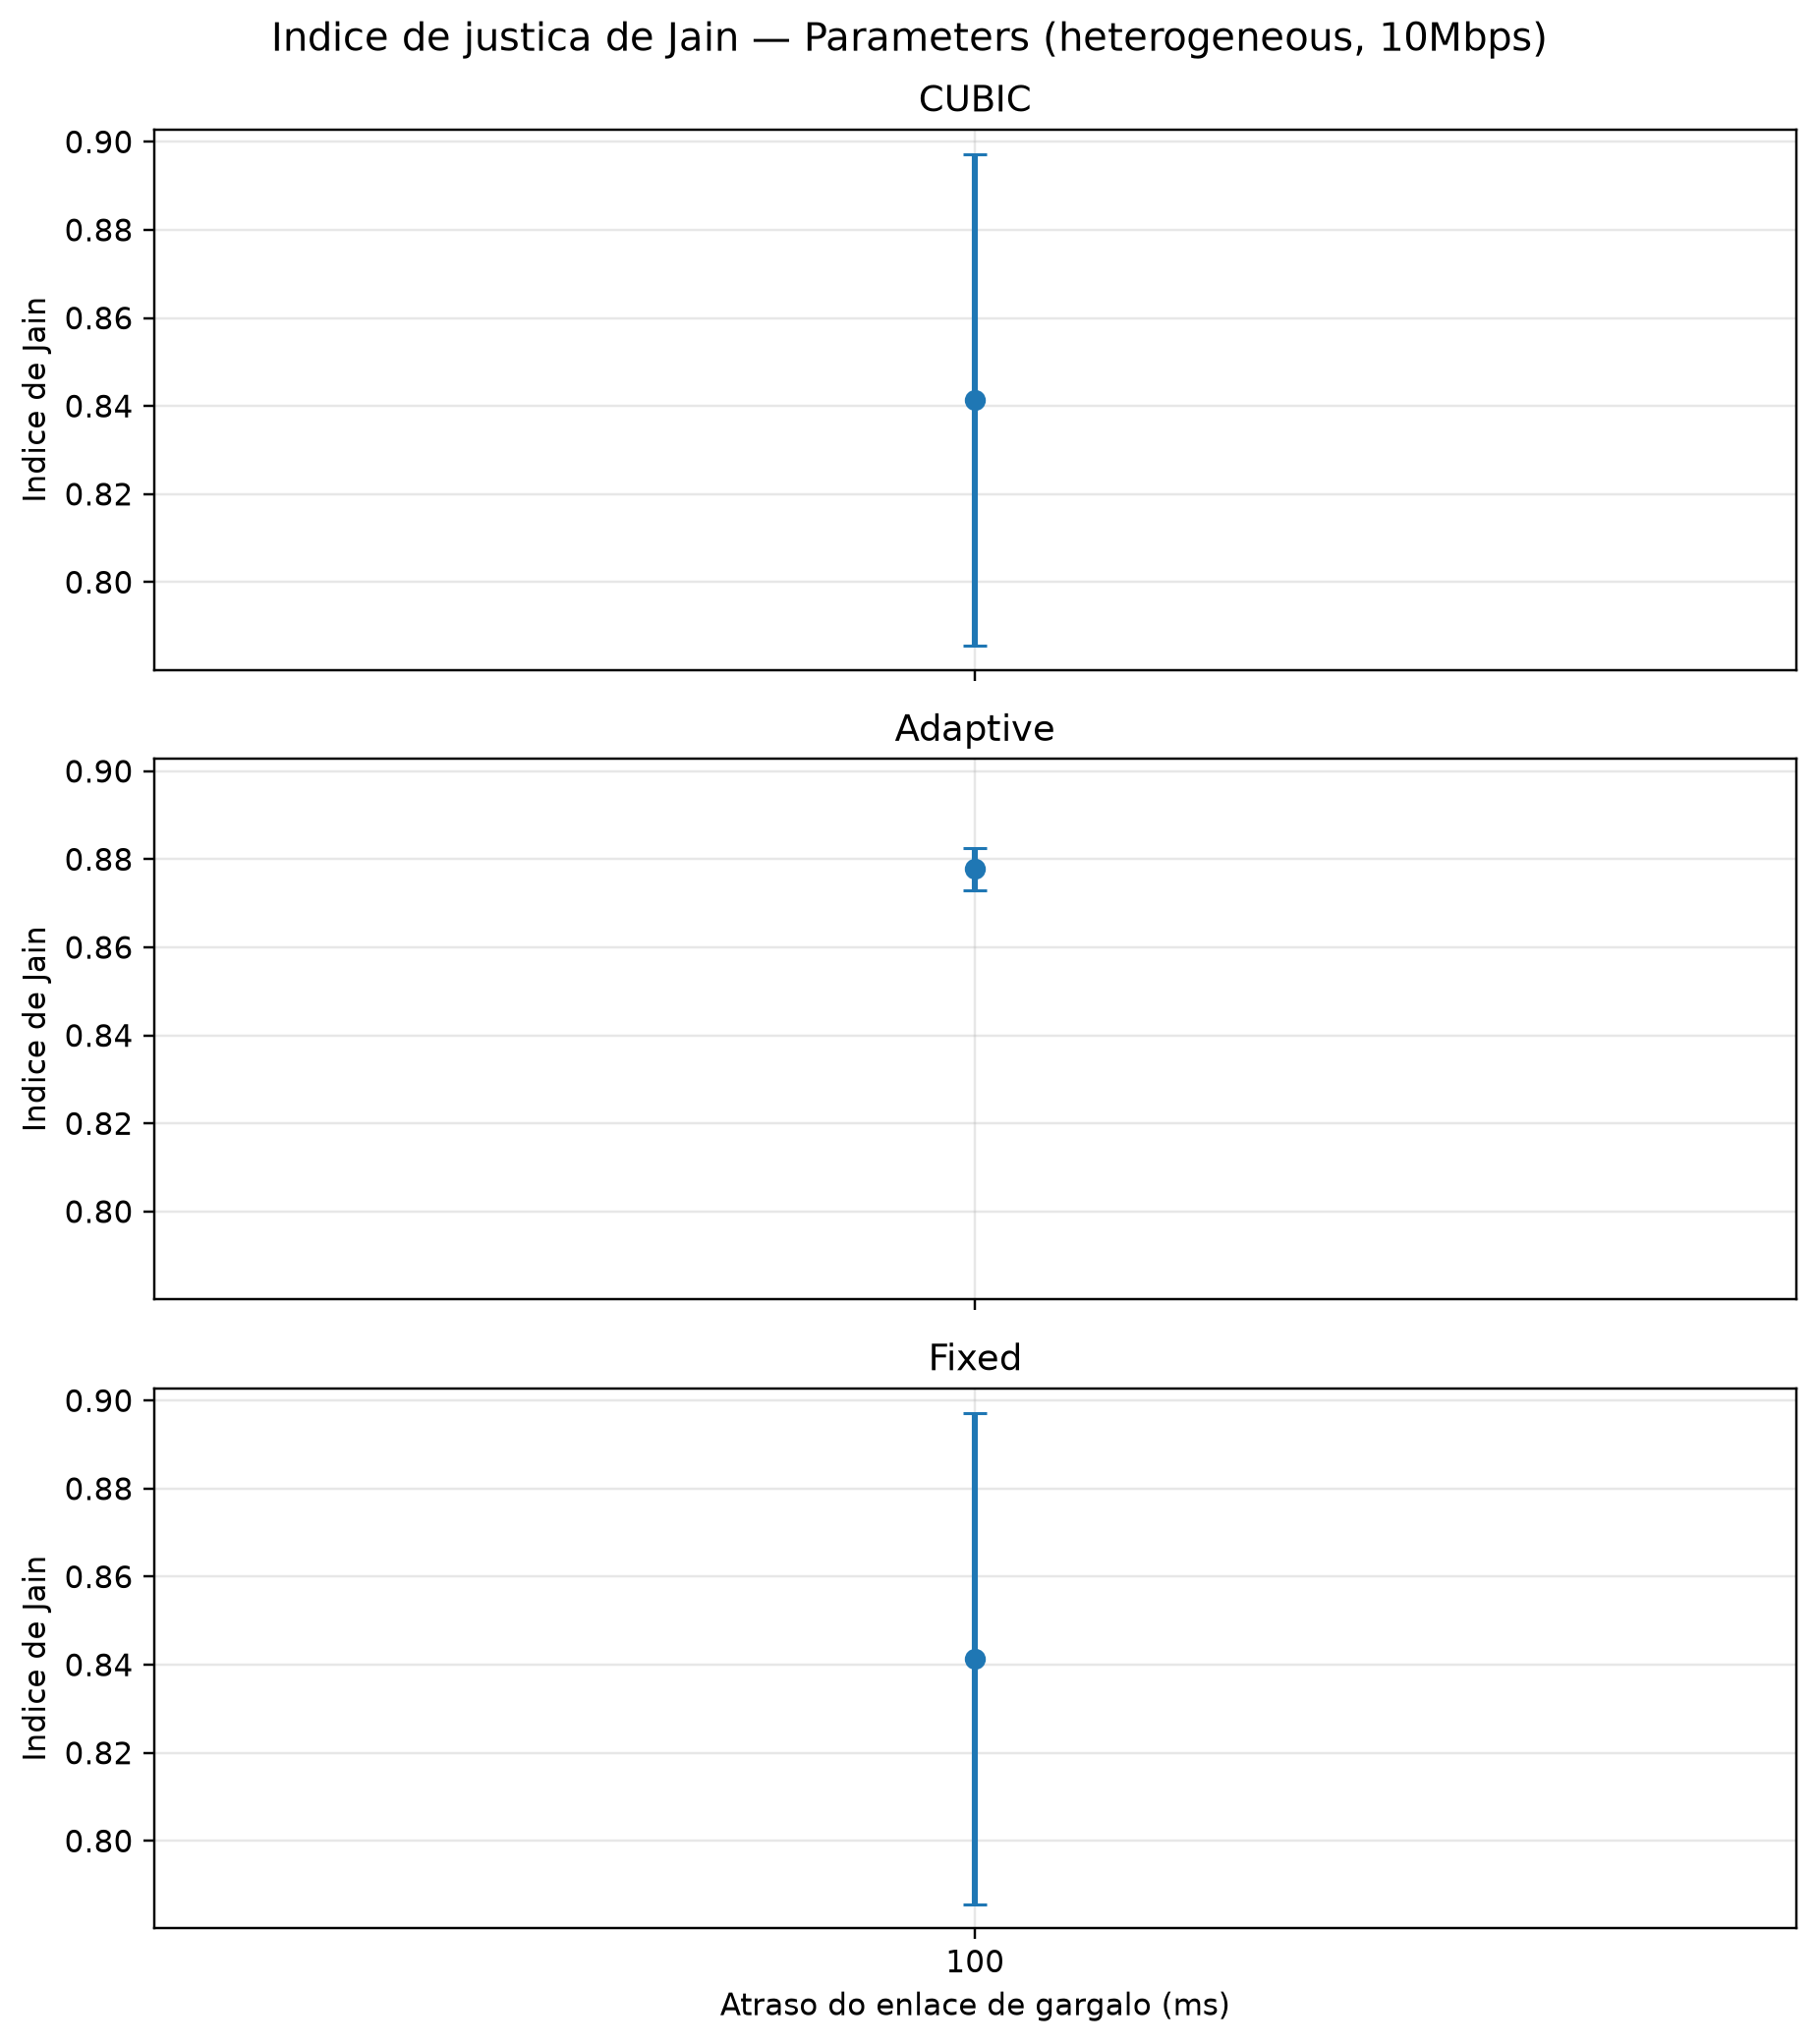 Indice de justica de Jain — Parameters (heterogeneous, 10Mbps)
CUBIC
Indice de Jain
0.90
0.88
0.86
0.84
0.82
0.80
Adaptive
Indice de Jain
0.90
0.88
0.86
0.84
0.82
0.80
Fixed
Indice de Jain
0.90
0.88
0.86
0.84
0.82
0.80
100
Atraso do enlace de gargalo (ms)